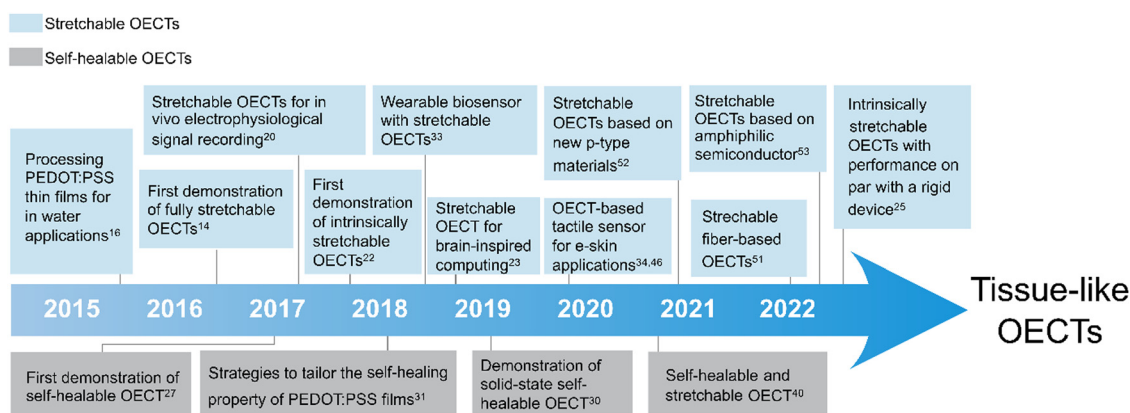 Stretchable OECTs
Self-healable OECTs
Processing
PEDOT:PSS
thin films for
in water
applications16
Stretchable OECTs for in
vivo electrophysiological
signal recording20
First demonstration
of fully stretchable
OECTs14
First
demonstration
of intrinsically
stretchable
OECTs22
Wearable biosensor
with stretchable
OECTs33
Stretchable
OECT for
brain-inspired
computing23
Stretchable
OECTs based on
new p-type
materials52
OECT-based
tactile sensor
for e-skin
applications34,46
Stretchable
OECTs based on
amphiphilic
semiconductor53
Strechable
fiber-based
OECTs51
Intrinsically
stretchable
OECTs with
performance on
par with a rigid
device25
2015 2016 2017 2018 2019 2020 2021 2022
Tissue-like
OECTs
First demonstration of
self-healable OECT27
Strategies to tailor the self-healing
property of PEDOT:PSS films31
Demonstration of
solid-state self-
healable OECT30
Self-healable and
stretchable OECT40